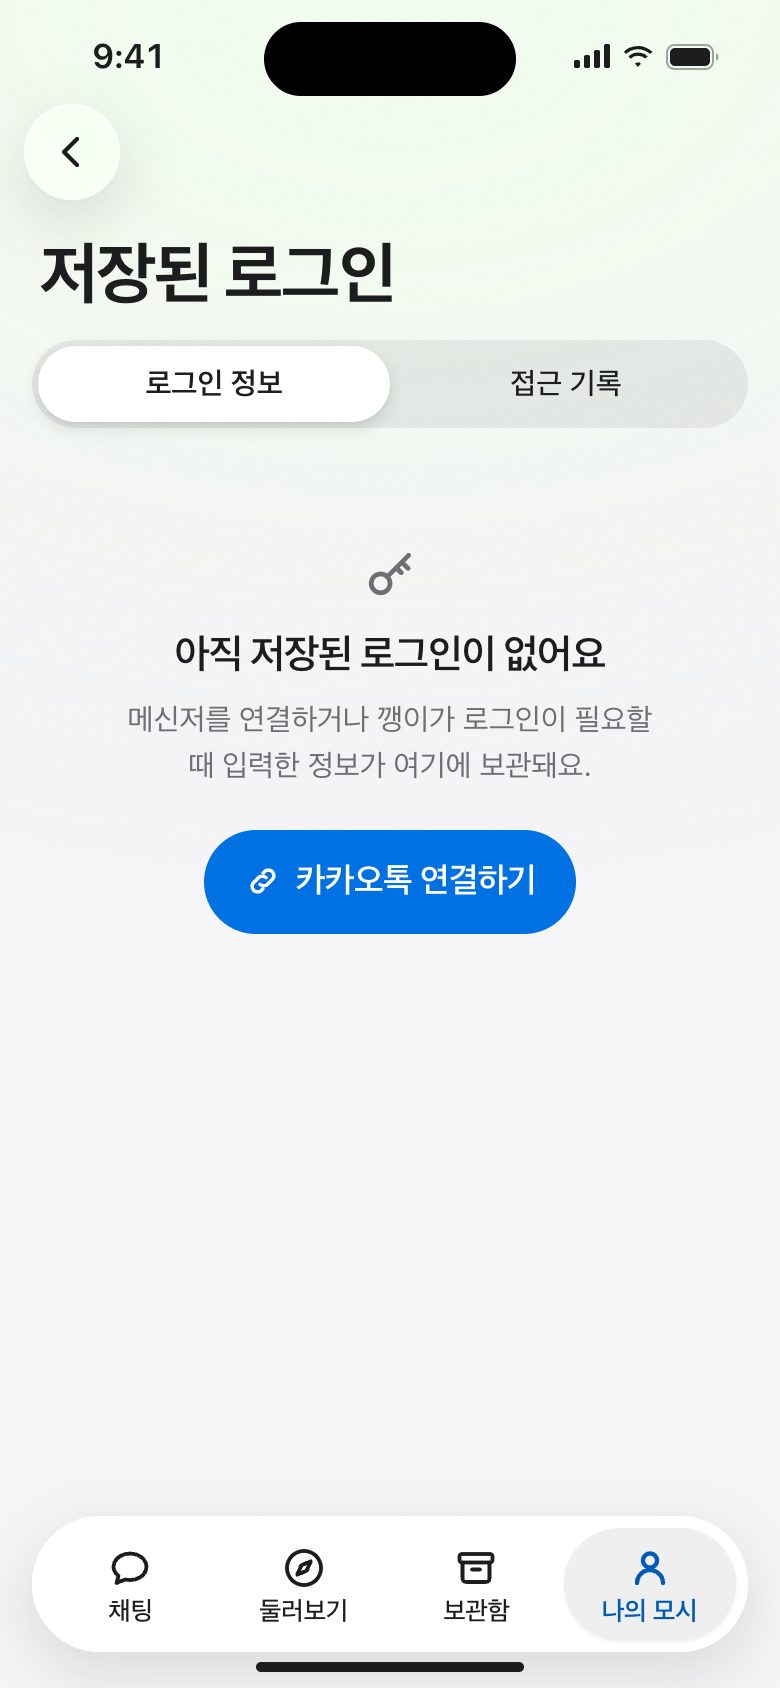 9:41
저장된 로그인
로그인 정보
접근 기록
아직 저장된 로그인이 없어요
메신저를 연결하거나 깽이가 로그인이 필요할
때 입력한 정보가 여기에 보관돼요.
카카오톡 연결하기
채팅
둘러보기
보관함
나의 모시